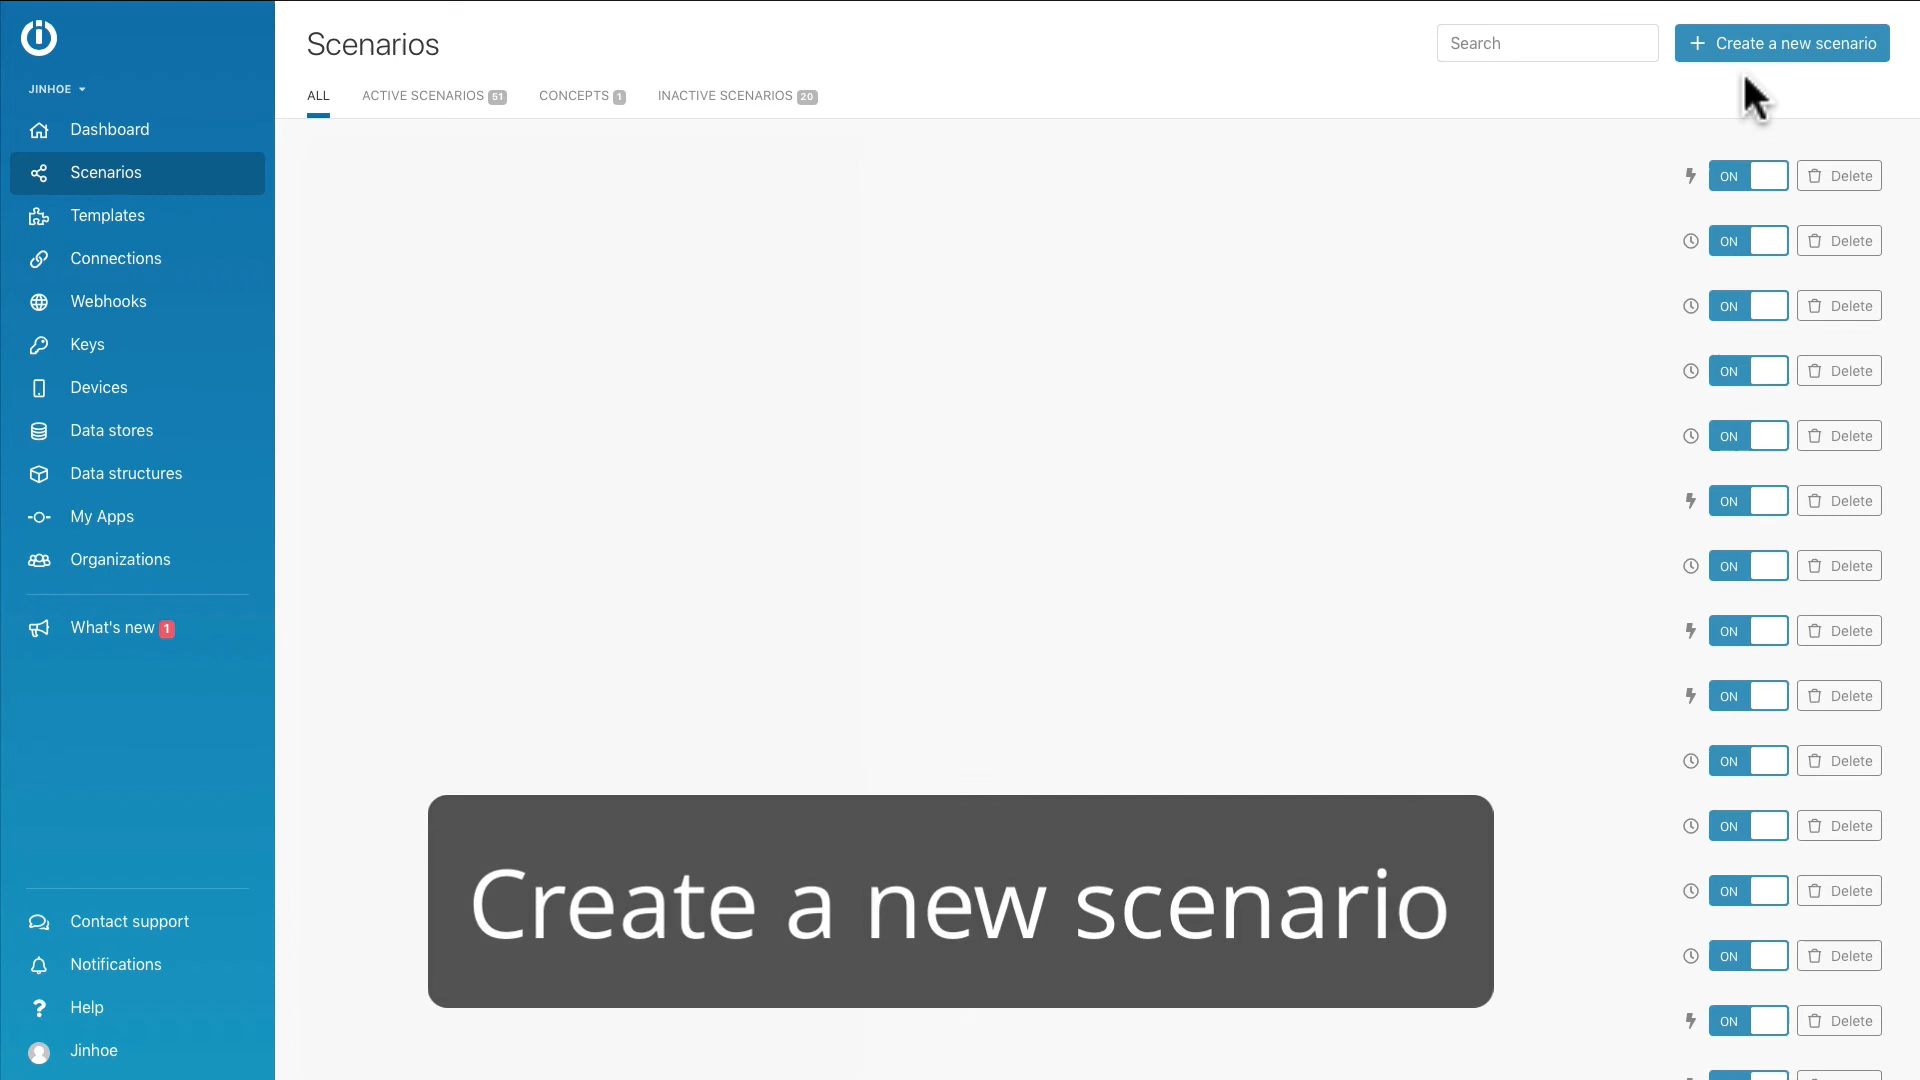 JINHOE
Dashboard
Scenarios
Templates
Connections
Webhooks
Keys
Devices
Data stores
Data structures
My Apps
Organizations
What's new 1
Contact support
Notifications
Help
Jinhoe
Scenarios
Search
+ Create a new scenario
ALL ACTIVE SCENARIOS 51 CONCEPTS 1 INACTIVE SCENARIOS 20
ON Delete
ON Delete
ON Delete
ON Delete
ON Delete
ON Delete
ON Delete
ON Delete
ON Delete
ON Delete
ON Delete
ON Delete
ON Delete
ON Delete
Create a new scenario